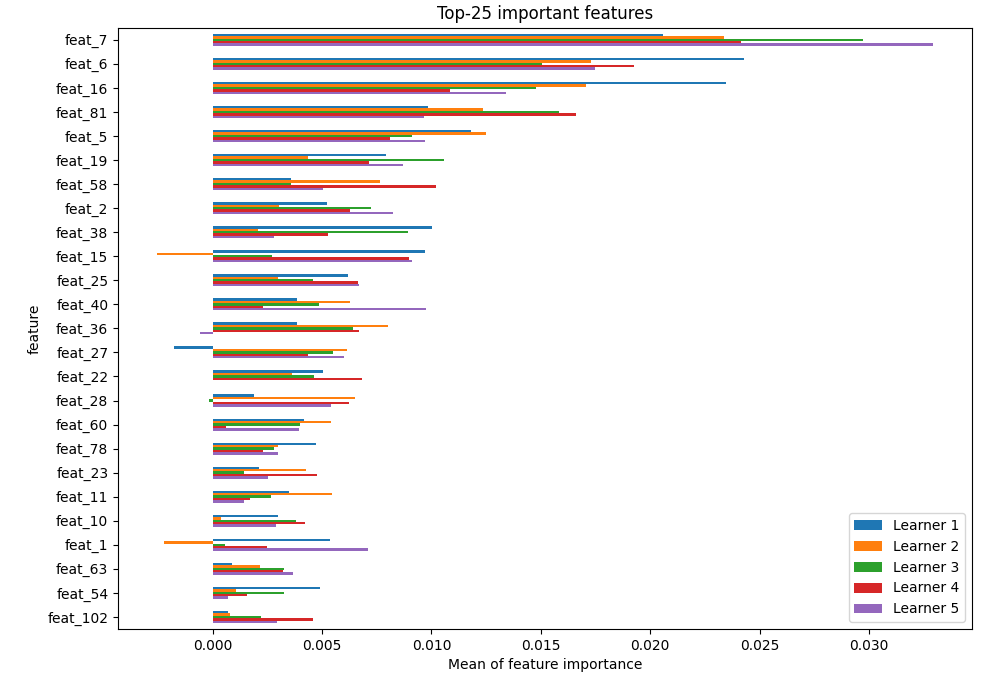 Top-25 important features
feature
feat_7
feat_6
feat_16
feat_81
feat_5
feat_19
feat_58
feat_2
feat_38
feat_15
feat_25
feat_40
feat_36
feat_27
feat_22
feat_28
feat_60
feat_78
feat_23
feat_11
feat_10
feat_1
feat_63
feat_54
feat_102
Learner 1
Learner 2
Learner 3
Learner 4
Learner 5
0.000 0.005 0.010 0.015 0.020 0.025 0.030
Mean of feature importance